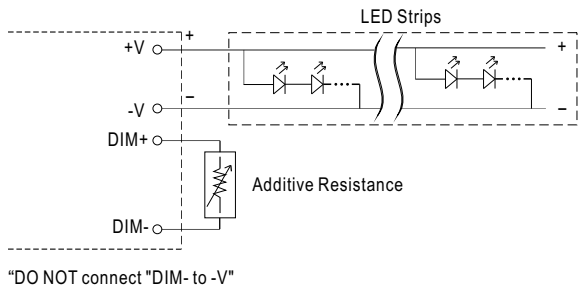 LED Strips
+V
+
+
-V
−
−
DIM+
Additive Resistance
DIM-
“DO NOT connect "DIM- to -V"